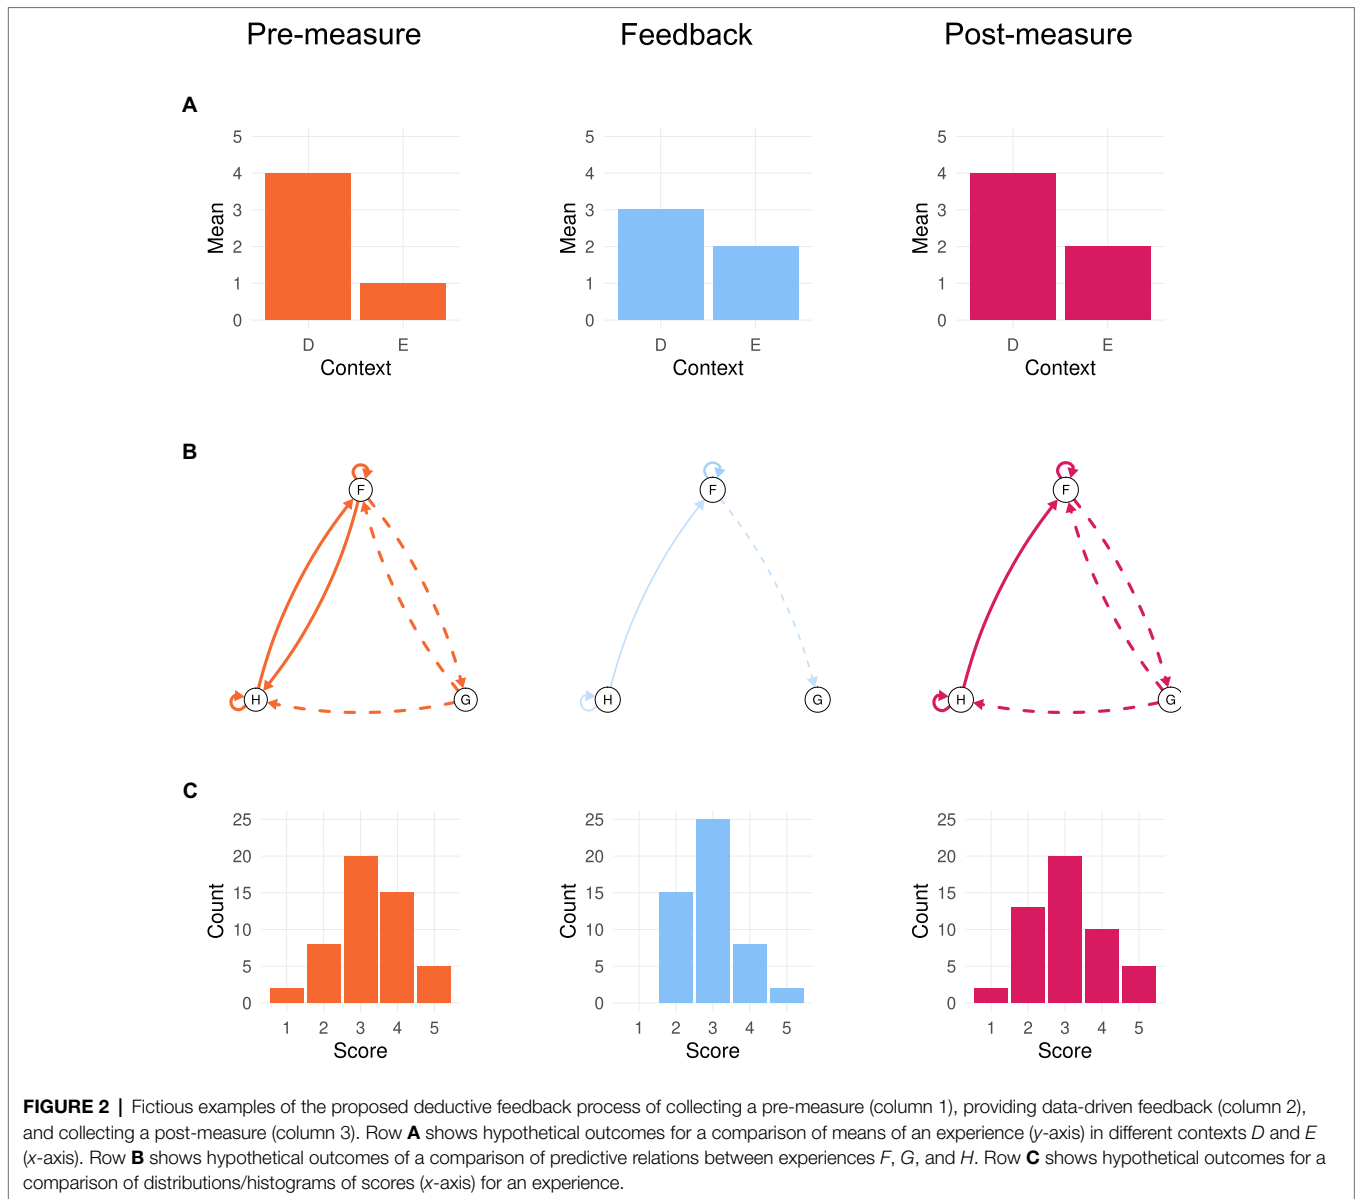 Pre-measure Feedback Post-measure
A
5 5 5
4 4 4
3 3 3
2 2 2
1 1 1
0 0 0
Mean Mean Mean
D E D E D E
Context Context Context
B
F F F
H G H G H G
C
25 25 25
20 20 20
15 15 15
10 10 10
5 5 5
0 0 0
Count Count Count
1 2 3 4 5 1 2 3 4 5 1 2 3 4 5
Score Score Score
FIGURE 2 | Fictious examples of the proposed deductive feedback process of collecting a pre-measure (column 1), providing data-driven feedback (column 2),
and collecting a post-measure (column 3). Row A shows hypothetical outcomes for a comparison of means of an experience (y-axis) in different contexts D and E
(x-axis). Row B shows hypothetical outcomes of a comparison of predictive relations between experiences F, G, and H. Row C shows hypothetical outcomes for a
comparison of distributions/histograms of scores (x-axis) for an experience.